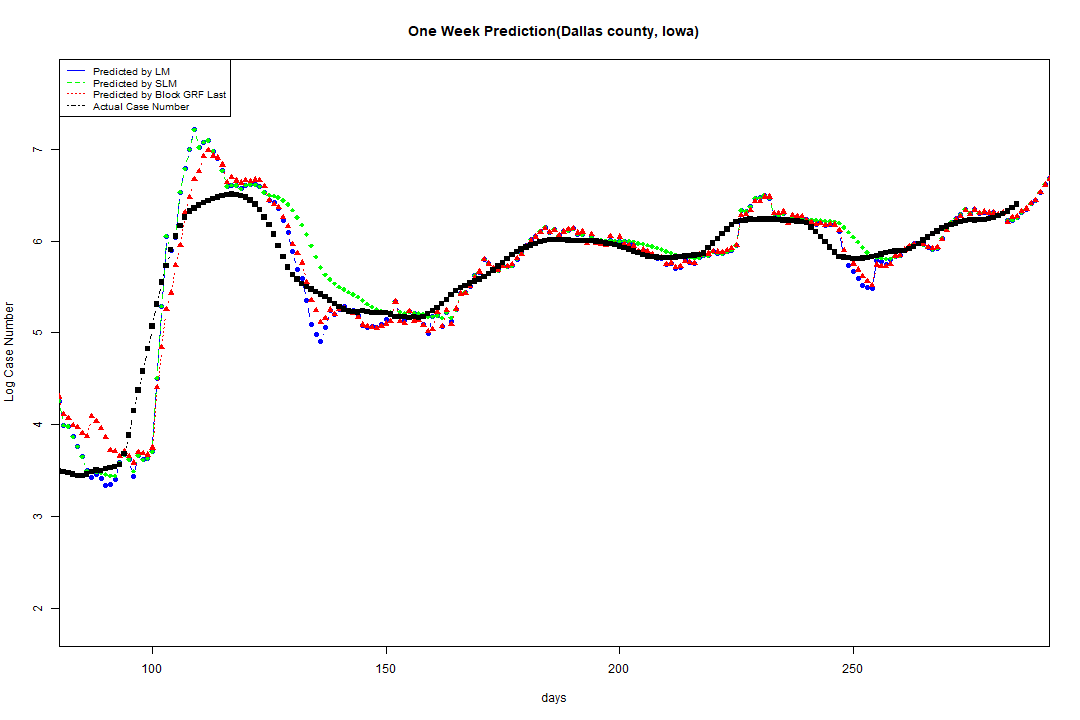 One Week Prediction(Dallas county, Iowa)
Predicted by LM
Predicted by SLM
Predicted by Block GRF Last
Actual Case Number
Log Case Number
7
6
5
4
3
2
100 150 200 250
days